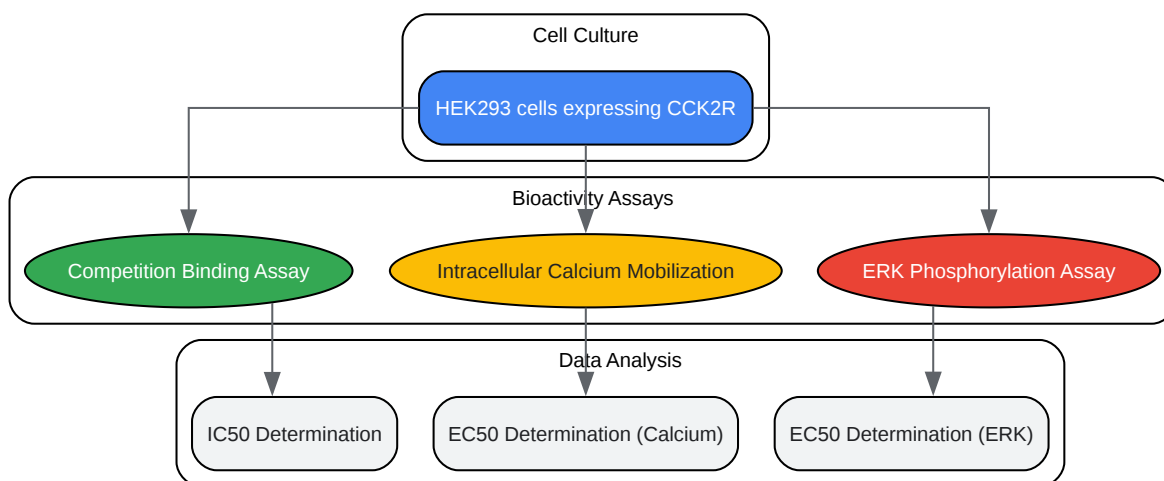 Cell Culture
HEK293 cells expressing CCK2R
Bioactivity Assays
Competition Binding Assay
Intracellular Calcium Mobilization
ERK Phosphorylation Assay
Data Analysis
IC50 Determination
EC50 Determination (Calcium)
EC50 Determination (ERK)